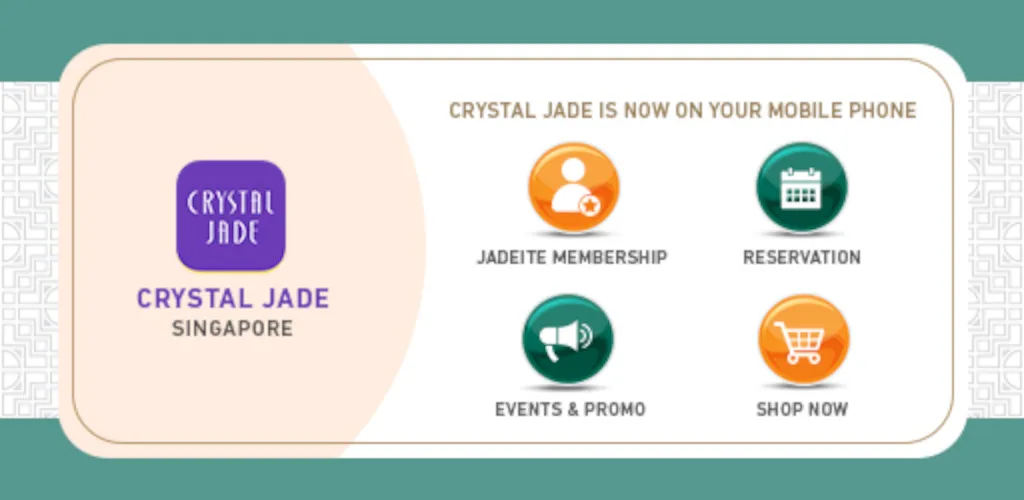 CRYSTAL
JADE
CRYSTAL JADE
SINGAPORE
CRYSTAL JADE IS NOW ON YOUR MOBILE PHONE
JADEITE MEMBERSHIP
RESERVATION
EVENTS & PROMO
SHOP NOW